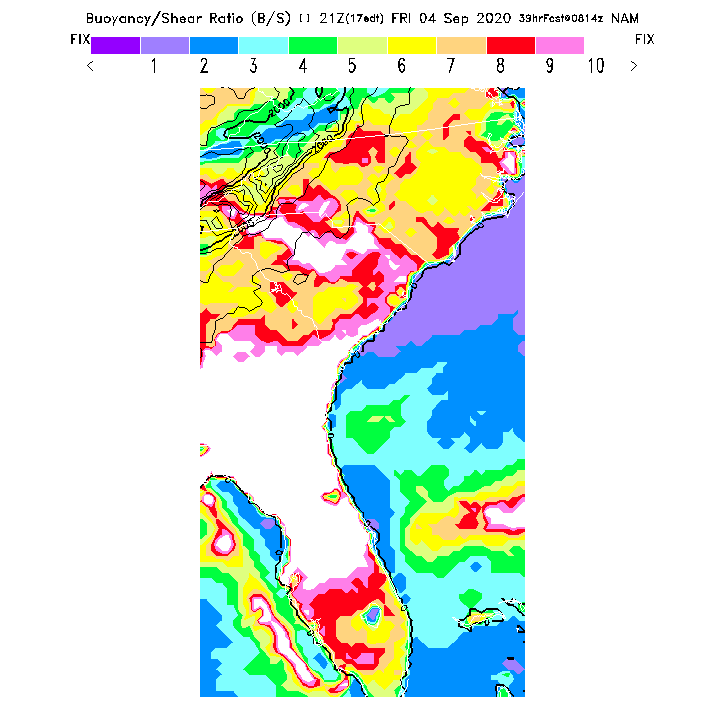 Buoyancy/Shear Ratio (B/S) [] 21Z(17edt) FRI 04 Sep 2020 39hrFcst@0814z NAM
FIX FIX
< 1 2 3 4 5 6 7 8 9 10 >
2000